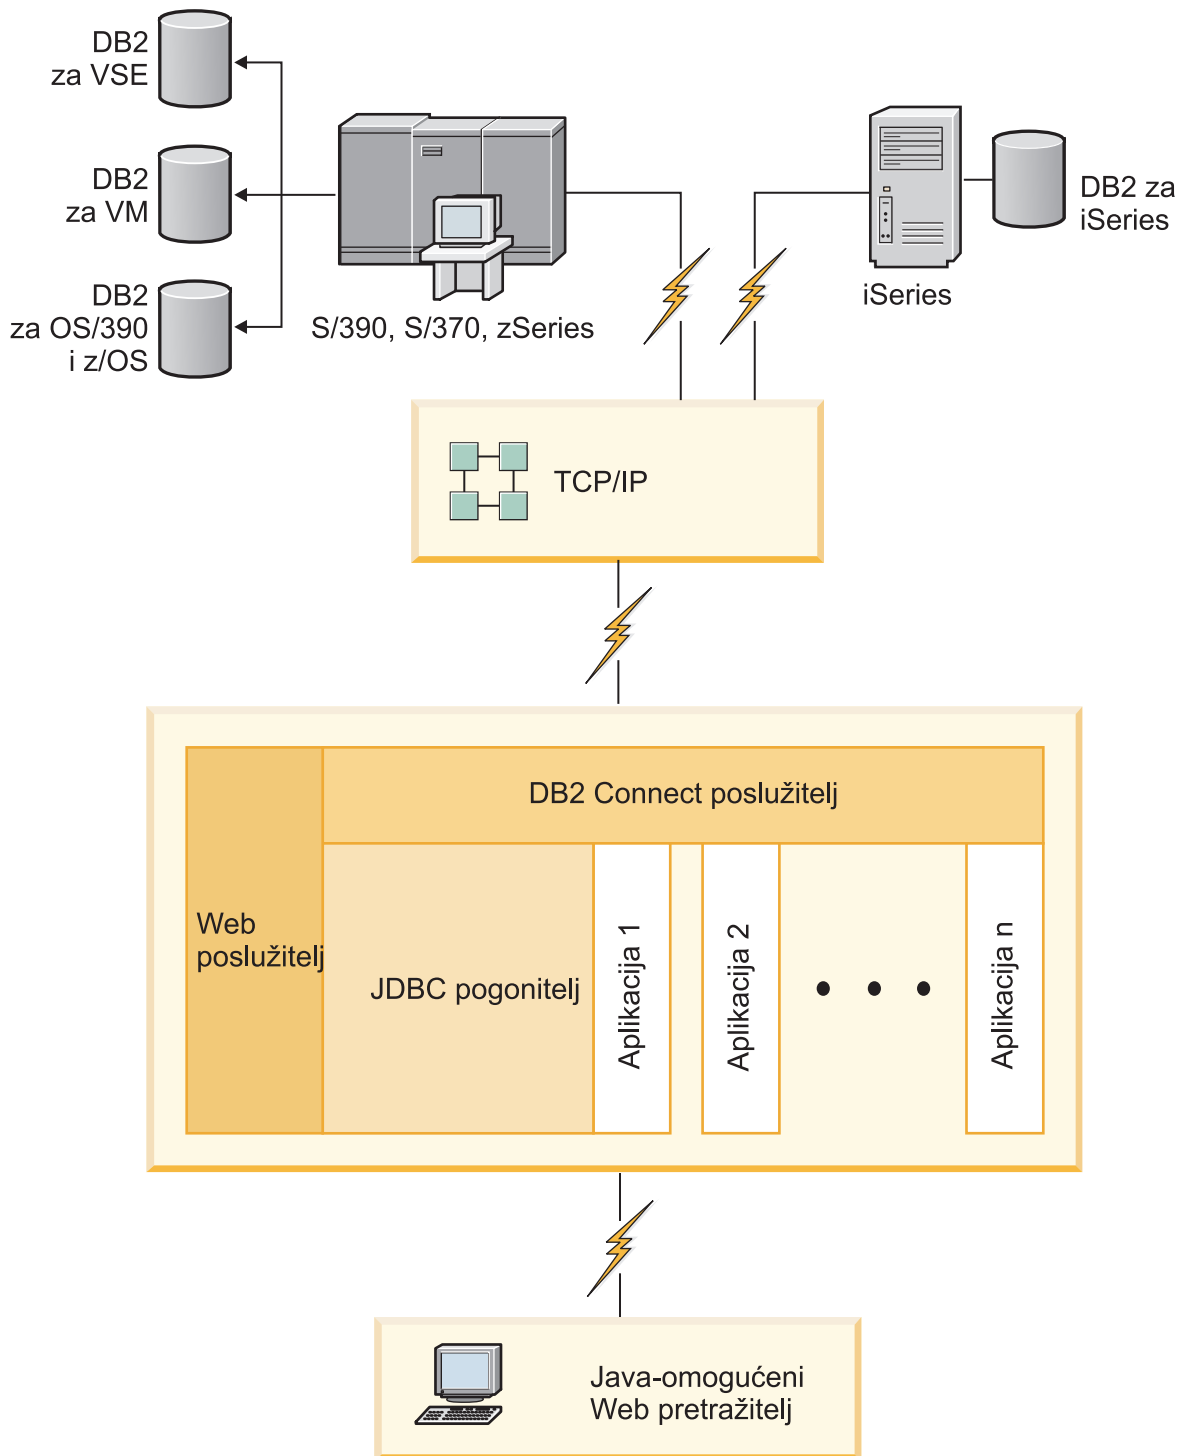 DB2
za VSE
DB2
za VM
DB2
za OS/390
i z/OS
S/390, S/370, zSeries
iSeries
DB2 za
iSeries
TCP/IP
DB2 Connect poslužitelj
Web
poslužitelj
JDBC pogonitelj
Aplikacija 1
Aplikacija 2
Aplikacija n
Java-omogućeni
Web pretražitelj